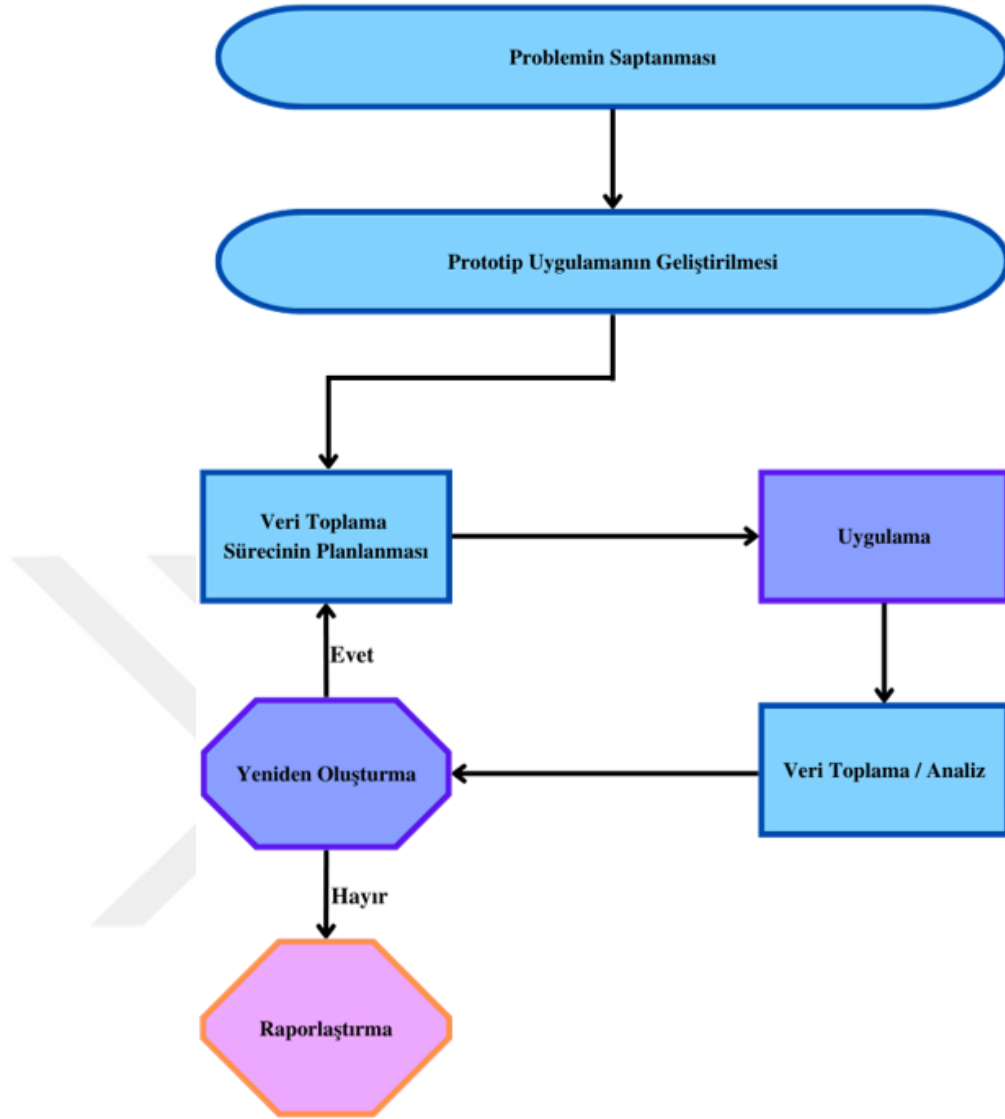 Problemin Saptanması
Prototip Uygulamanın Geliştirilmesi
Veri Toplama
Sürecinin Planlanması
Uygulama
Evet
Yeniden Oluşturma
Veri Toplama / Analiz
Hayır
Raporlaştırma